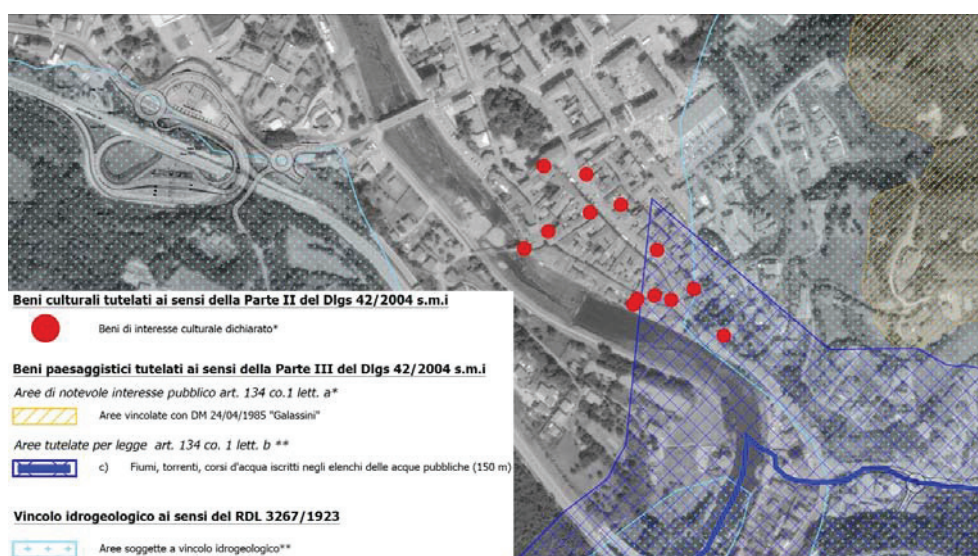 Beni culturali tutelati ai sensi della Parte II del Dlgs 42/2004 s.m.i
Beni di interesse culturale dichiarato*
Beni paesaggistici tutelati ai sensi della Parte III del Dlgs 42/2004 s.m.i
Aree di notevole interesse pubblico art. 134 co.1 lett. a*
Aree vincolate con DM 24/04/1985 "Galassini"
Aree tutelate per legge art. 134 co. 1 lett. b **
c) Fiumi, torrenti, corsi d'acqua iscritti negli elenchi delle acque pubbliche (150 m)
Vincolo idrogeologico ai sensi del RDL 3267/1923
Aree soggette a vincolo idrogeologico**